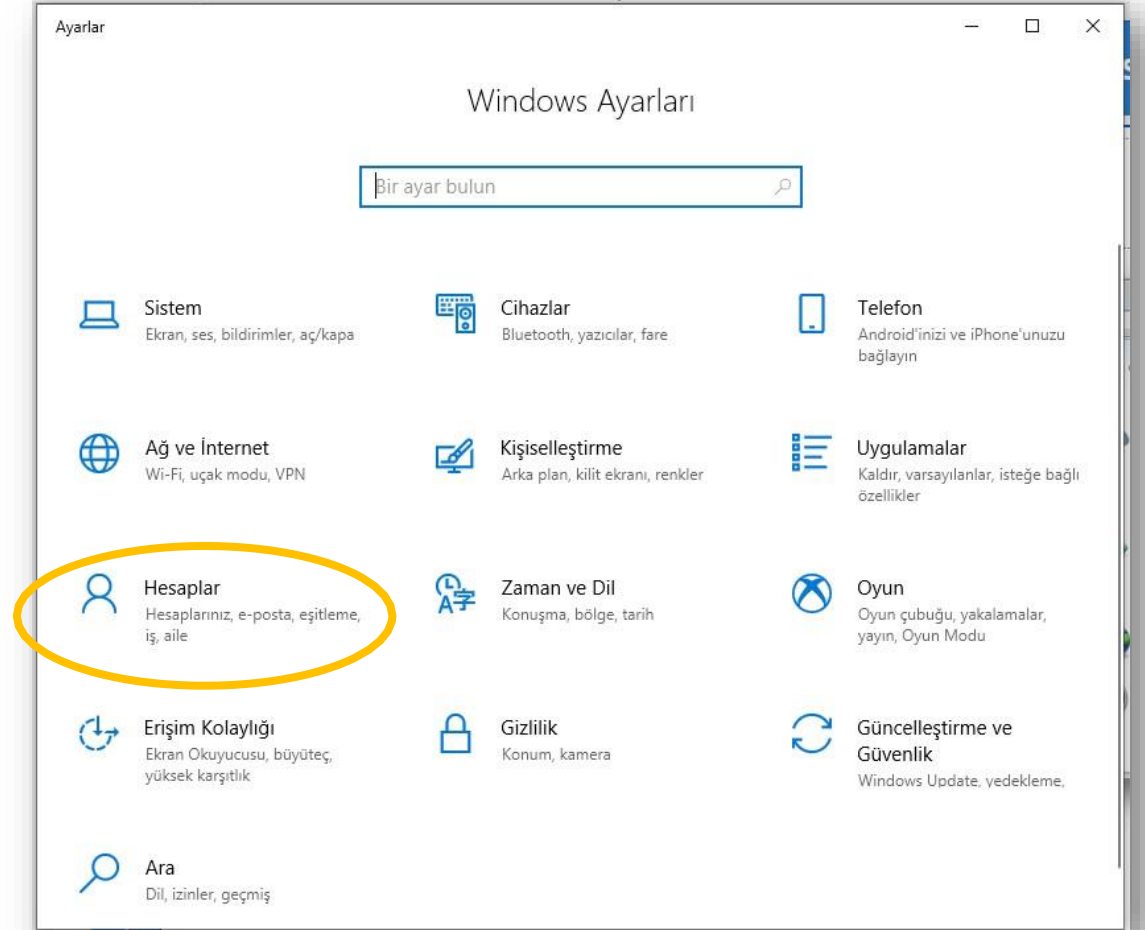 Ayarlar
Windows Ayarları
Bir ayar bulun
Sistem
Ekran, ses, bildirimler, aç/kapa
Cihazlar
Bluetooth, yazıcılar, fare
Telefon
Android'inizi ve iPhone'unuzu
bağlayın
Ağ ve İnternet
Wi-Fi, uçak modu, VPN
Kişiselleştirme
Arka plan, kilit ekranı, renkler
Uygulamalar
Kaldır, varsayılanlar, isteğe bağlı
özellikler
Hesaplar
Hesaplarınız, e-posta, eşitleme,
iş, aile
Zaman ve Dil
Konuşma, bölge, tarih
Oyun
Oyun çubuğu, yakalamalar,
yayın, Oyun Modu
Erişim Kolaylığı
Ekran Okuyucusu, büyüteç,
yüksek karşıtlık
Gizlilik
Konum, kamera
Güncelleştirme ve
Güvenlik
Windows Update, yedekleme,
Ara
Dil, izinler, geçmiş